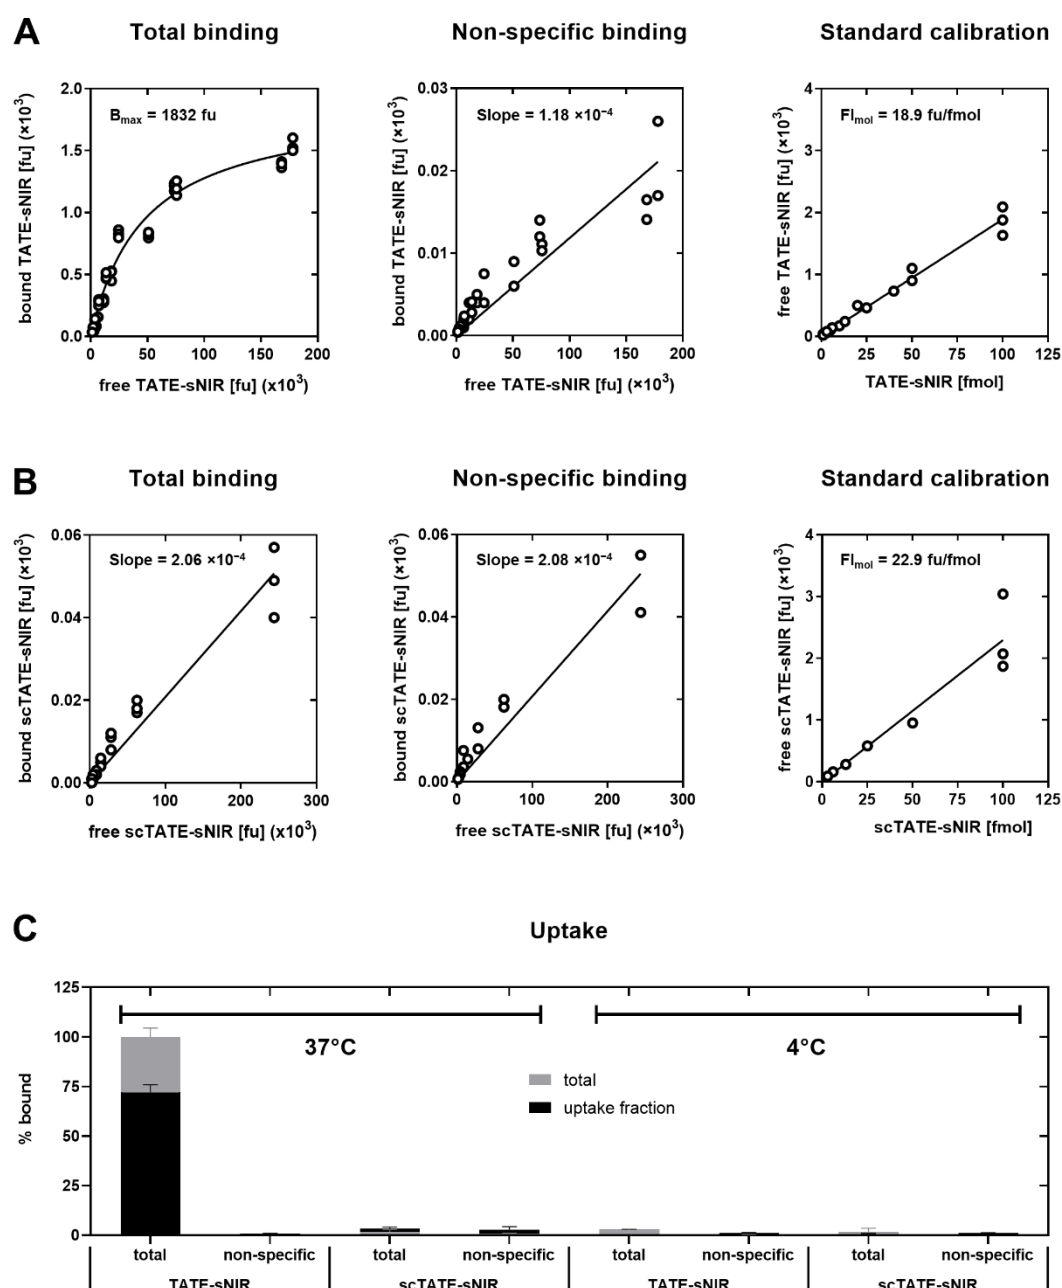 A
Total binding
Non-specific binding
Standard calibration
bound TATE-sNIR [fu] (×10³)
2.0
1.5
1.0
0.5
0.0
Bmax = 1832 fu
0 50 100 150 200
free TATE-sNIR [fu] (x10³)
bound TATE-sNIR [fu] (×10³)
0.03
0.02
0.01
0.00
Slope = 1.18 ×10⁻⁴
0 50 100 150 200
free TATE-sNIR [fu] (×10³)
free TATE-sNIR [fu] (×10³)
4
3
2
1
0
FImol = 18.9 fu/fmol
0 25 50 75 100 125
TATE-sNIR [fmol]
B
Total binding
Non-specific binding
Standard calibration
bound scTATE-sNIR [fu] (×10³)
0.06
0.04
0.02
0.00
Slope = 2.06 ×10⁻⁴
0 100 200 300
free scTATE-sNIR [fu] (x10³)
bound scTATE-sNIR [fu] (×10³)
0.06
0.04
0.02
0.00
Slope = 2.08 ×10⁻⁴
0 100 200 300
free scTATE-sNIR [fu] (×10³)
free scTATE-sNIR [fu] (×10³)
4
3
2
1
0
FImol = 22.9 fu/fmol
0 25 50 75 100 125
scTATE-sNIR [fmol]
C
Uptake
% bound
125
100
75
50
25
0
37°C
4°C
total
uptake fraction
total non-specific total non-specific total non-specific total non-specific
TATE-sNIR scTATE-sNIR TATE-sNIR scTATE-sNIR